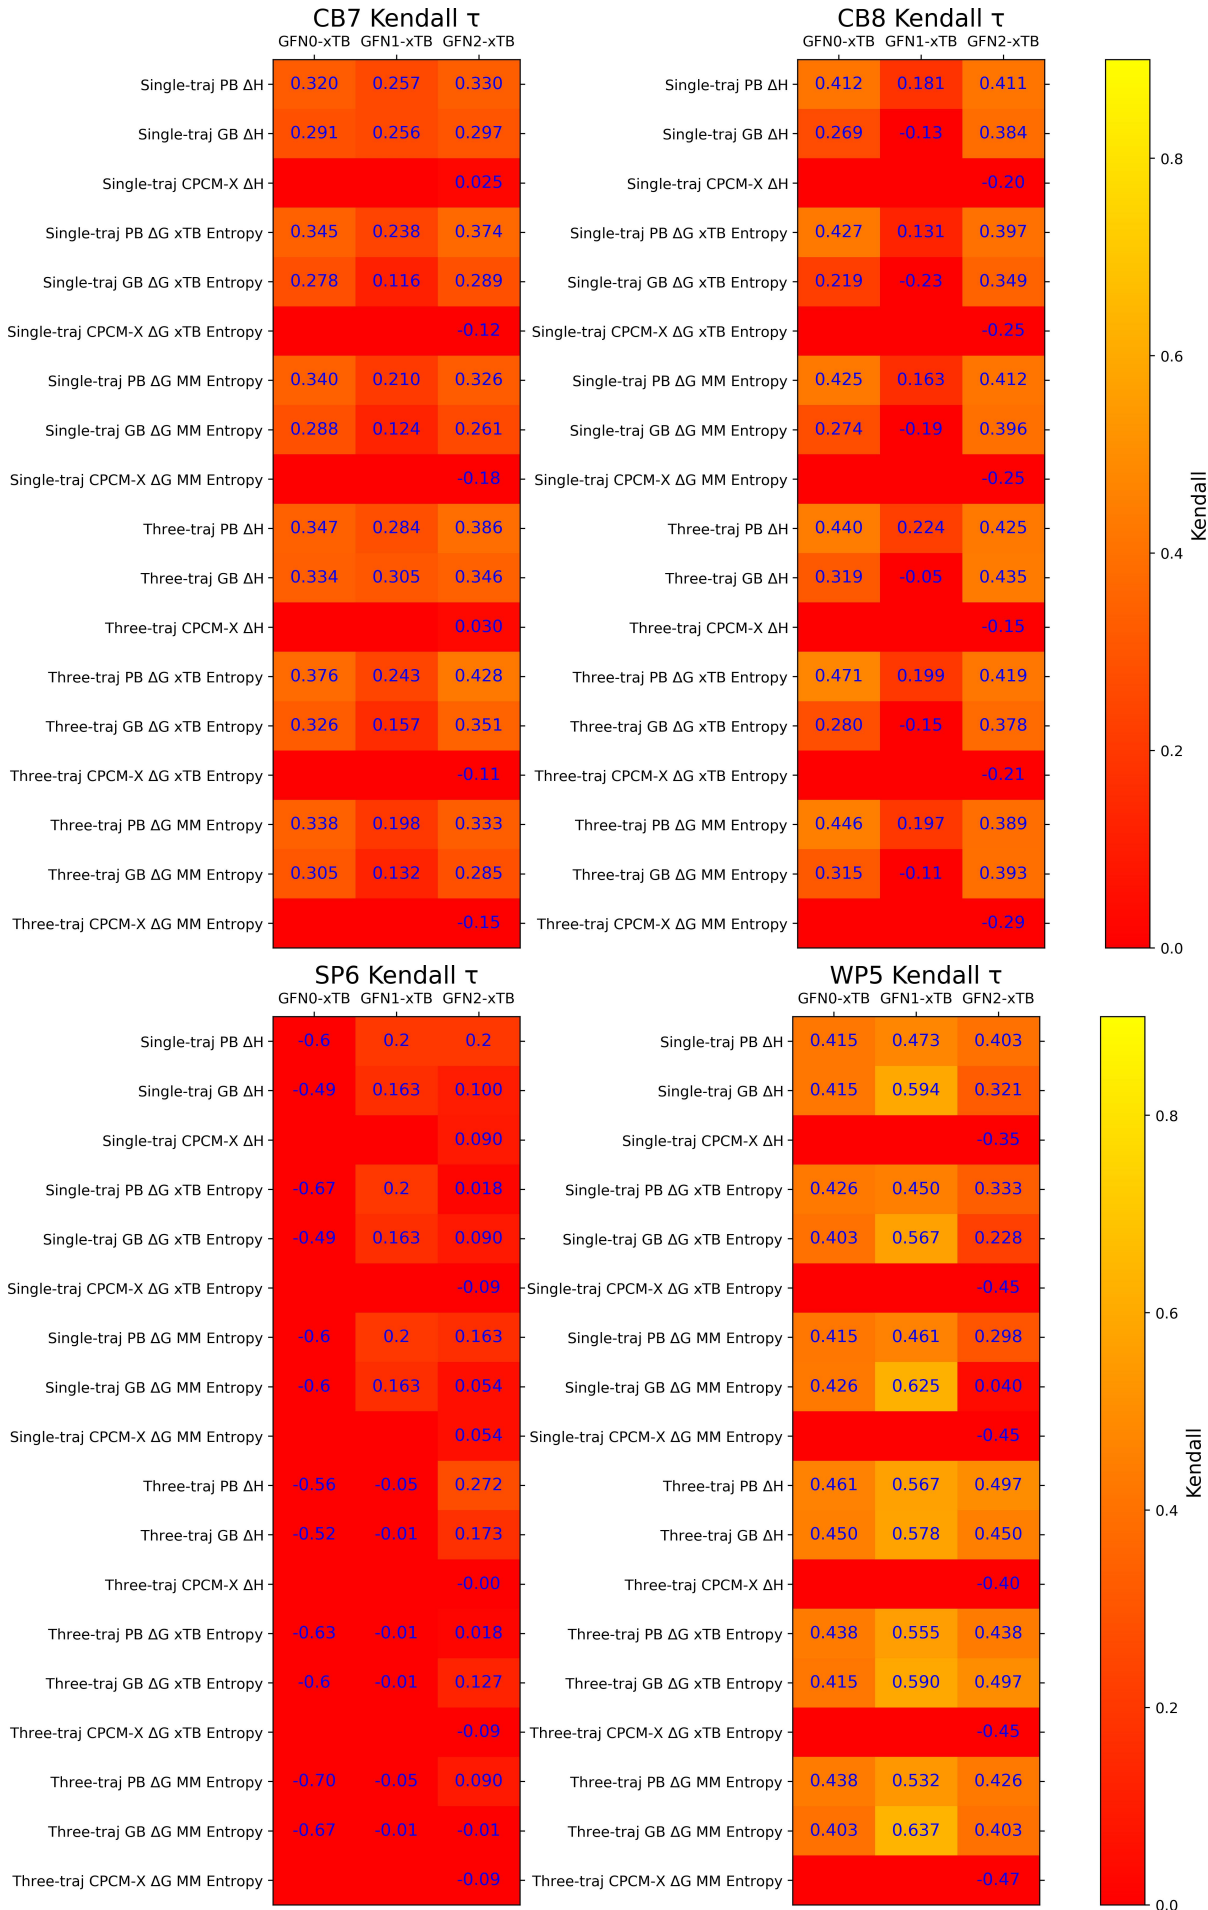 CB7 Kendall τ
GFN0-xTB GFN1-xTB GFN2-xTB
Single-traj PB ΔH 0.320 0.257 0.330
Single-traj GB ΔH 0.291 0.256 0.297
Single-traj CPCM-X ΔH 0.025
Single-traj PB ΔG xTB Entropy 0.345 0.238 0.374
Single-traj GB ΔG xTB Entropy 0.278 0.116 0.289
Single-traj CPCM-X ΔG xTB Entropy -0.12
Single-traj PB ΔG MM Entropy 0.340 0.210 0.326
Single-traj GB ΔG MM Entropy 0.288 0.124 0.261
Single-traj CPCM-X ΔG MM Entropy -0.18
Three-traj PB ΔH 0.347 0.284 0.386
Three-traj GB ΔH 0.334 0.305 0.346
Three-traj CPCM-X ΔH 0.030
Three-traj PB ΔG xTB Entropy 0.376 0.243 0.428
Three-traj GB ΔG xTB Entropy 0.326 0.157 0.351
Three-traj CPCM-X ΔG xTB Entropy -0.11
Three-traj PB ΔG MM Entropy 0.338 0.198 0.333
Three-traj GB ΔG MM Entropy 0.305 0.132 0.285
Three-traj CPCM-X ΔG MM Entropy -0.15
CB8 Kendall τ
GFN0-xTB GFN1-xTB GFN2-xTB
Single-traj PB ΔH 0.412 0.181 0.411
Single-traj GB ΔH 0.269 -0.13 0.384
Single-traj CPCM-X ΔH -0.20
Single-traj PB ΔG xTB Entropy 0.427 0.131 0.397
Single-traj GB ΔG xTB Entropy 0.219 -0.23 0.349
Single-traj CPCM-X ΔG xTB Entropy -0.25
Single-traj PB ΔG MM Entropy 0.425 0.163 0.412
Single-traj GB ΔG MM Entropy 0.274 -0.19 0.396
Single-traj CPCM-X ΔG MM Entropy -0.25
Three-traj PB ΔH 0.440 0.224 0.425
Three-traj GB ΔH 0.319 -0.05 0.435
Three-traj CPCM-X ΔH -0.15
Three-traj PB ΔG xTB Entropy 0.471 0.199 0.419
Three-traj GB ΔG xTB Entropy 0.280 -0.15 0.378
Three-traj CPCM-X ΔG xTB Entropy -0.21
Three-traj PB ΔG MM Entropy 0.446 0.197 0.389
Three-traj GB ΔG MM Entropy 0.315 -0.11 0.393
Three-traj CPCM-X ΔG MM Entropy -0.29
0.8
0.6
0.4
0.2
0.0
Kendall
SP6 Kendall τ
GFN0-xTB GFN1-xTB GFN2-xTB
Single-traj PB ΔH -0.6 0.2 0.2
Single-traj GB ΔH -0.49 0.163 0.100
Single-traj CPCM-X ΔH 0.090
Single-traj PB ΔG xTB Entropy -0.67 0.2 0.018
Single-traj GB ΔG xTB Entropy -0.49 0.163 0.090
Single-traj CPCM-X ΔG xTB Entropy -0.09
Single-traj PB ΔG MM Entropy -0.6 0.2 0.163
Single-traj GB ΔG MM Entropy -0.6 0.163 0.054
Single-traj CPCM-X ΔG MM Entropy 0.054
Three-traj PB ΔH -0.56 -0.05 0.272
Three-traj GB ΔH -0.52 -0.01 0.173
Three-traj CPCM-X ΔH -0.00
Three-traj PB ΔG xTB Entropy -0.63 -0.01 0.018
Three-traj GB ΔG xTB Entropy -0.6 -0.01 0.127
Three-traj CPCM-X ΔG xTB Entropy -0.09
Three-traj PB ΔG MM Entropy -0.70 -0.05 0.090
Three-traj GB ΔG MM Entropy -0.67 -0.01 -0.01
Three-traj CPCM-X ΔG MM Entropy -0.09
WP5 Kendall τ
GFN0-xTB GFN1-xTB GFN2-xTB
Single-traj PB ΔH 0.415 0.473 0.403
Single-traj GB ΔH 0.415 0.594 0.321
Single-traj CPCM-X ΔH -0.35
Single-traj PB ΔG xTB Entropy 0.426 0.450 0.333
Single-traj GB ΔG xTB Entropy 0.403 0.567 0.228
Single-traj CPCM-X ΔG xTB Entropy -0.45
Single-traj PB ΔG MM Entropy 0.415 0.461 0.298
Single-traj GB ΔG MM Entropy 0.426 0.625 0.040
Single-traj CPCM-X ΔG MM Entropy -0.45
Three-traj PB ΔH 0.461 0.567 0.497
Three-traj GB ΔH 0.450 0.578 0.450
Three-traj CPCM-X ΔH -0.40
Three-traj PB ΔG xTB Entropy 0.438 0.555 0.438
Three-traj GB ΔG xTB Entropy 0.415 0.590 0.497
Three-traj CPCM-X ΔG xTB Entropy -0.45
Three-traj PB ΔG MM Entropy 0.438 0.532 0.426
Three-traj GB ΔG MM Entropy 0.403 0.637 0.403
Three-traj CPCM-X ΔG MM Entropy -0.47
0.8
0.6
0.4
0.2
0.0
Kendall